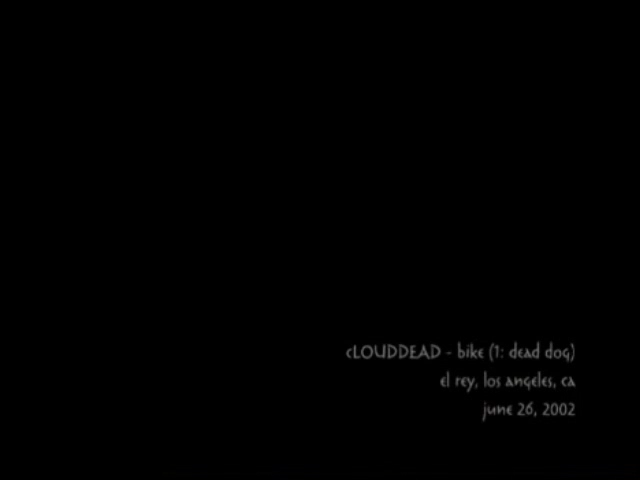 cLOUDDEAD - bike (1: dead dog)
el rey, los angeles, ca
june 26, 2002